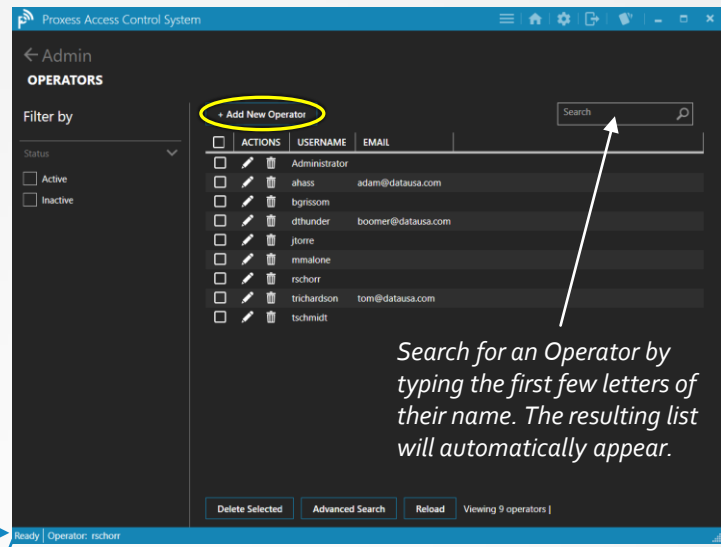 Proxess Access Control System
Admin
OPERATORS
Filter by
+ Add New Operator
Search
Status
Active
Inactive
ACTIONS USERNAME EMAIL
Administrator
ahass adam@datausa.com
bgrissom
dthunder boomer@datausa.com
jtorre
mmalone
rschorr
trichardson tom@datausa.com
tschmidt
Search for an Operator by
typing the first few letters of
their name. The resulting list
will automatically appear.
Delete Selected Advanced Search Reload Viewing 9 operators |
Ready Operator: rschorr